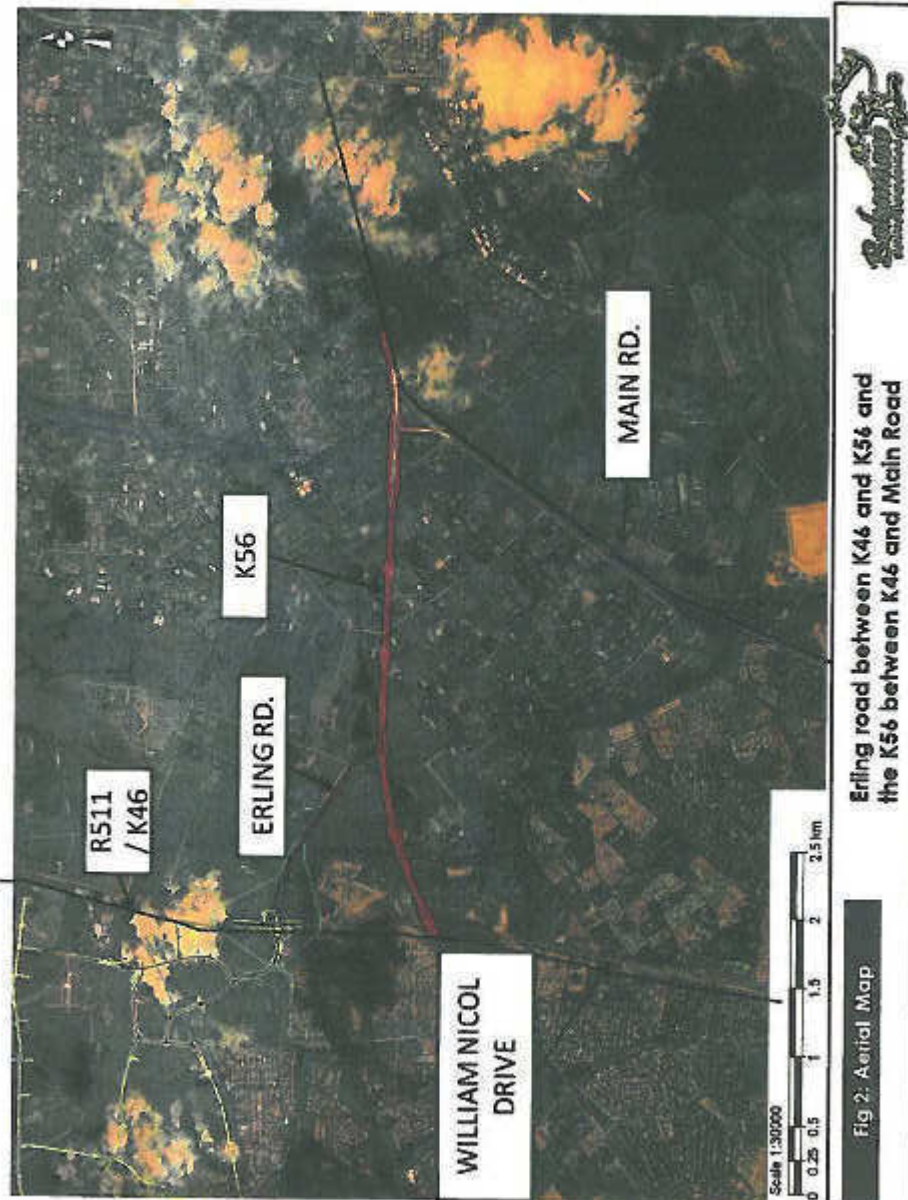 R511
/ K46
K56
ERLING RD.
WILLIAM NICOL
DRIVE
MAIN RD.
Scale 1:30000
0 0.25 0.5 1 1.5 2 2.5 km
Fig 2: Aerial Map
Erling road between K46 and K56 and
the K56 between K46 and Main Road